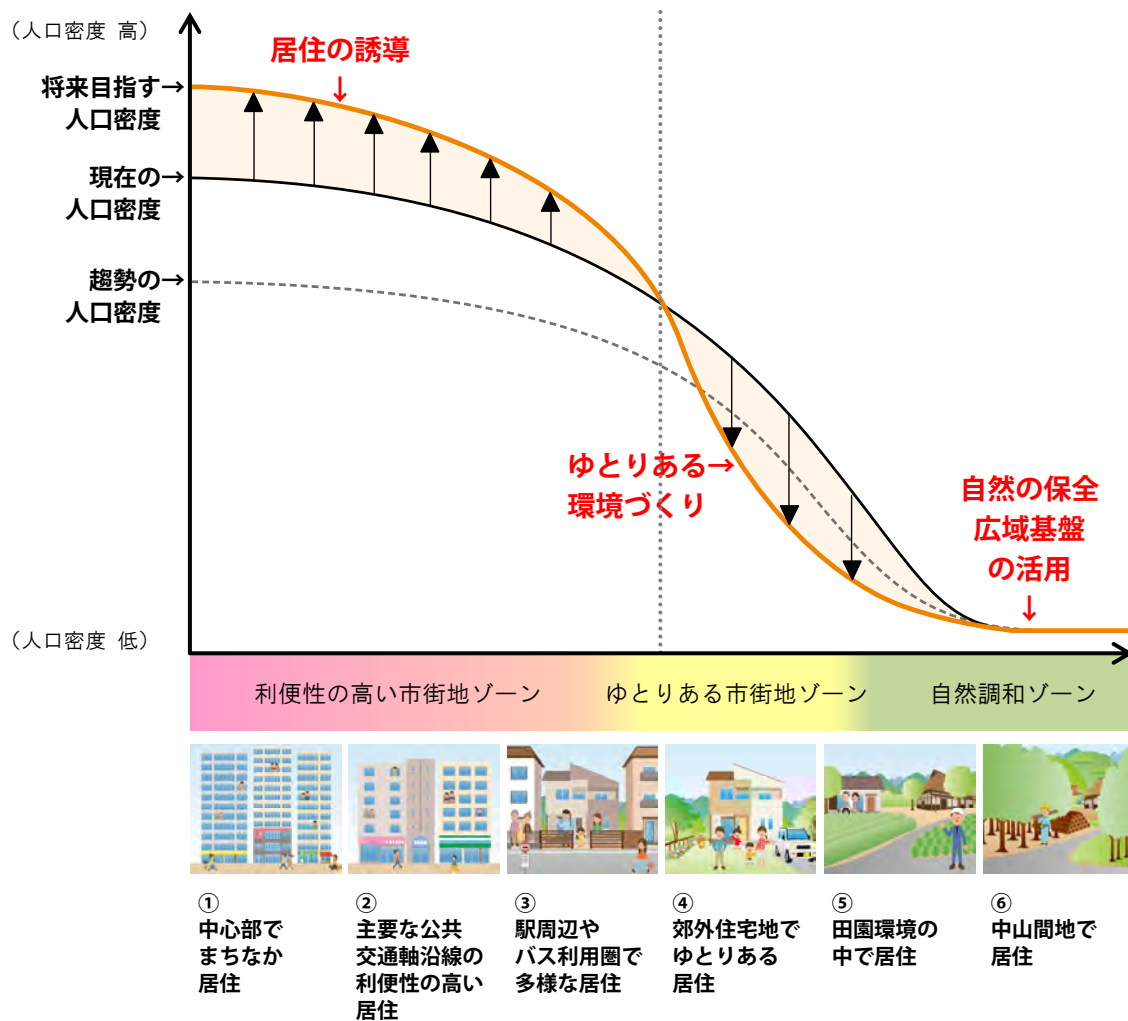 （人口密度 高）
居住の誘導
↓
将来目指す→
人口密度
現在の→
人口密度
趨勢の→
人口密度
ゆとりある→
環境づくり
自然の保全
広域基盤
の活用
↓
（人口密度 低）
利便性の高い市街地ゾーン
ゆとりある市街地ゾーン
自然調和ゾーン
①
中心部で
まちなか
居住
②
主要な公共
交通軸沿線の
利便性の高い
居住
③
駅周辺や
バス利用圏で
多様な居住
④
郊外住宅地で
ゆとりある
居住
⑤
田園環境の
中で居住
⑥
中山間地で
居住